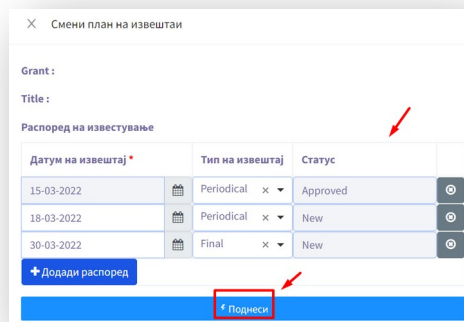 Смени план на извештаи
Grant :
Title :
Распоред на известување
Датум на извештај * Тип на извештај Статус
15-03-2022 Periodical Approved
18-03-2022 Periodical New
30-03-2022 Final New
Додади распоред
Поднеси